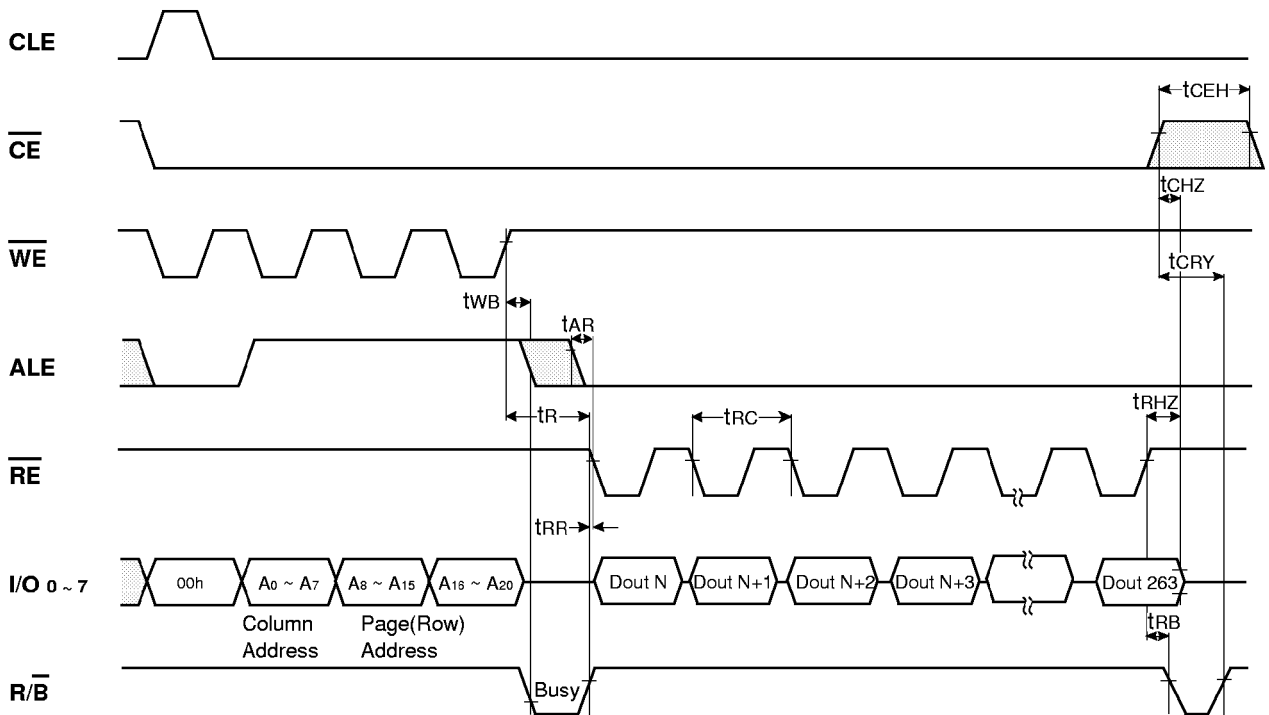 CLE
tCEH
CE
tCHZ
WE
tCRY
tWB
tAR
ALE
tR
tRC
tRHZ
RE
tRR
I/O 0 ~ 7
00h
A0 ~ A7
A8 ~ A15
A16 ~ A20
Dout N
Dout N+1
Dout N+2
Dout N+3
Dout 263
Column
Address
Page(Row)
Address
tRB
R/B
Busy